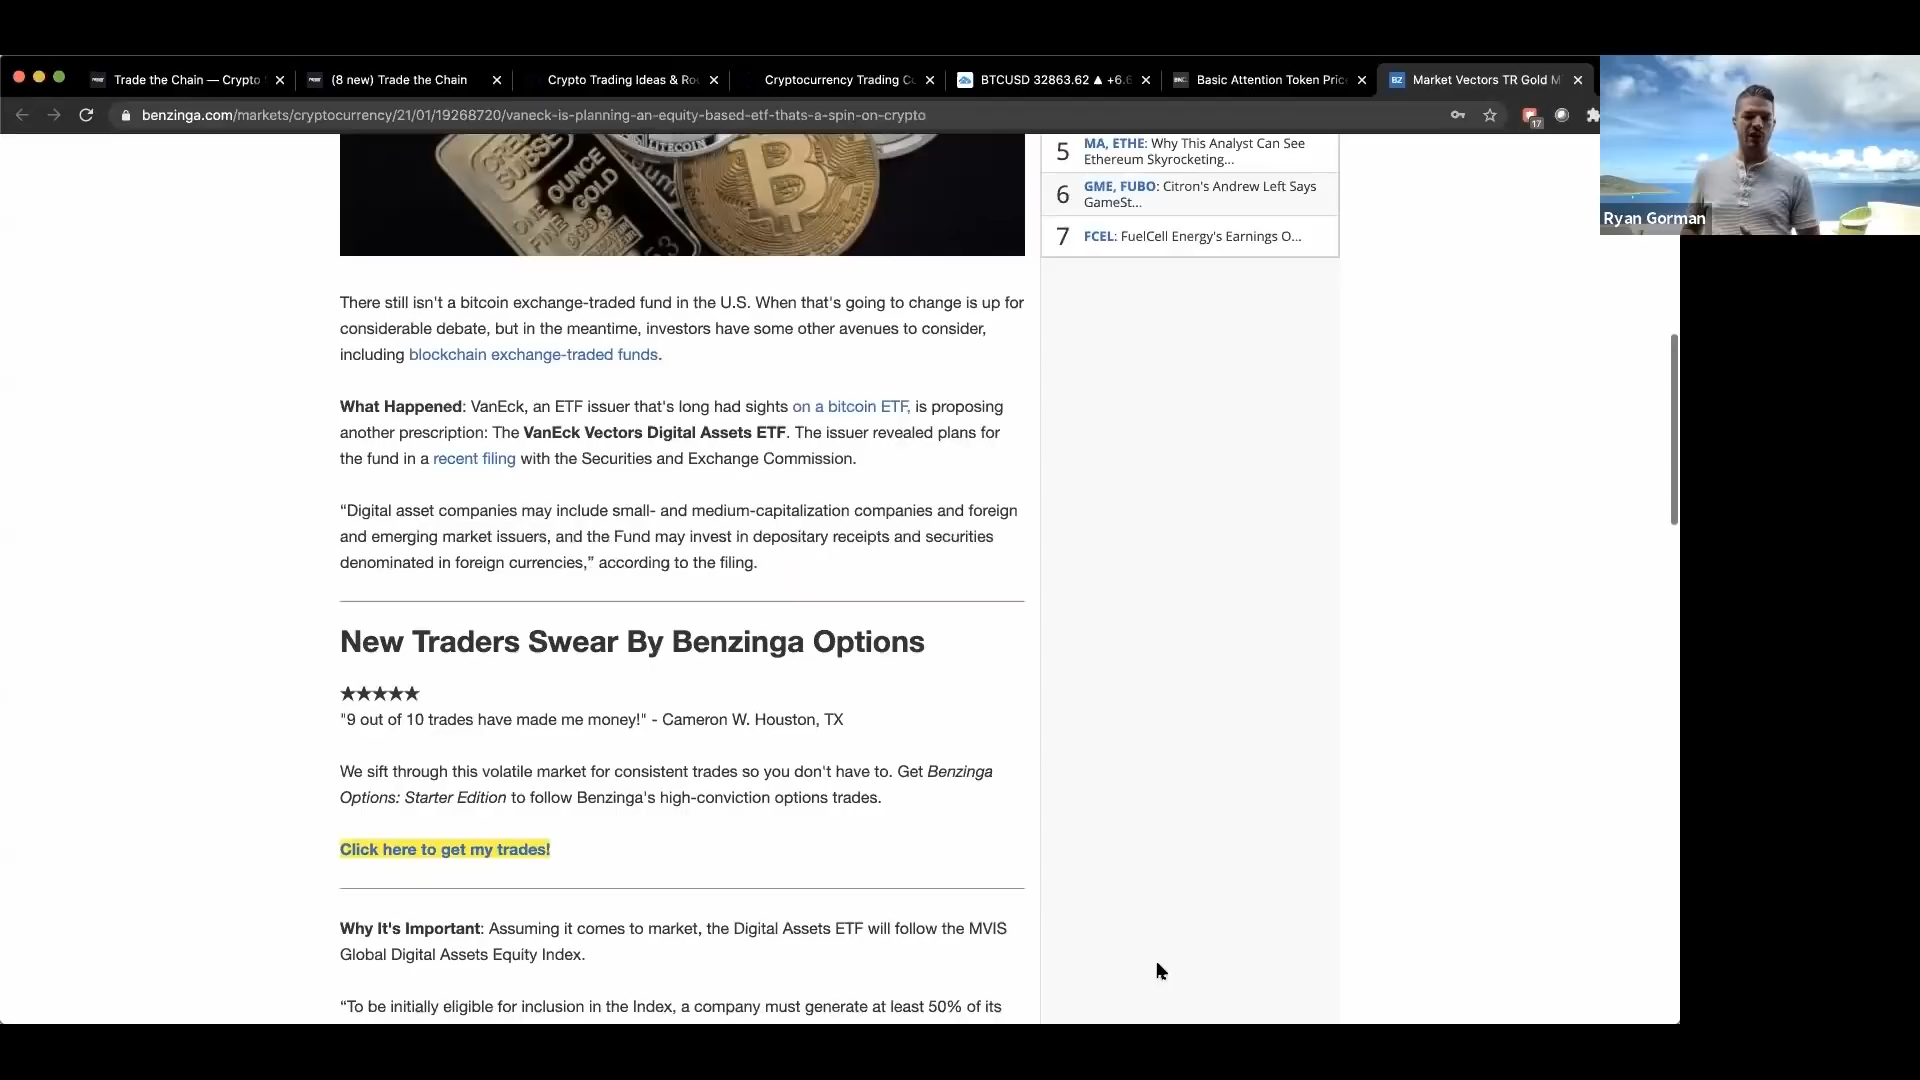 Trade the Chain — Crypto
(8 new) Trade the Chain
Crypto Trading Ideas & Ro
Cryptocurrency Trading C
BTCUSD 32863.62 ▲ +6.6
Basic Attention Token Pric
BZ
Market Vectors TR Gold M
benzinga.com/markets/cryptocurrency/21/01/19268720/vaneck-is-planning-an-equity-based-etf-thats-a-spin-on-crypto
17
Ryan Gorman
CREDIT
SUISSE
ONE OUNCE
FINE GOLD
999.9
LITECOIN
5
MA, ETHE: Why This Analyst Can See
Ethereum Skyrocketing...
6
GME, FUBO: Citron's Andrew Left Says
GameSt...
7
FCEL: FuelCell Energy's Earnings O...
There still isn't a bitcoin exchange-traded fund in the U.S. When that's going to change is up for
considerable debate, but in the meantime, investors have some other avenues to consider,
including blockchain exchange-traded funds.
What Happened: VanEck, an ETF issuer that's long had sights on a bitcoin ETF, is proposing
another prescription: The VanEck Vectors Digital Assets ETF. The issuer revealed plans for
the fund in a recent filing with the Securities and Exchange Commission.
“Digital asset companies may include small- and medium-capitalization companies and foreign
and emerging market issuers, and the Fund may invest in depositary receipts and securities
denominated in foreign currencies,” according to the filing.
New Traders Swear By Benzinga Options
★★★★★
"9 out of 10 trades have made me money!" - Cameron W. Houston, TX
We sift through this volatile market for consistent trades so you don't have to. Get Benzinga
Options: Starter Edition to follow Benzinga's high-conviction options trades.
Click here to get my trades!
Why It's Important: Assuming it comes to market, the Digital Assets ETF will follow the MVIS
Global Digital Assets Equity Index.
“To be initially eligible for inclusion in the Index, a company must generate at least 50% of its